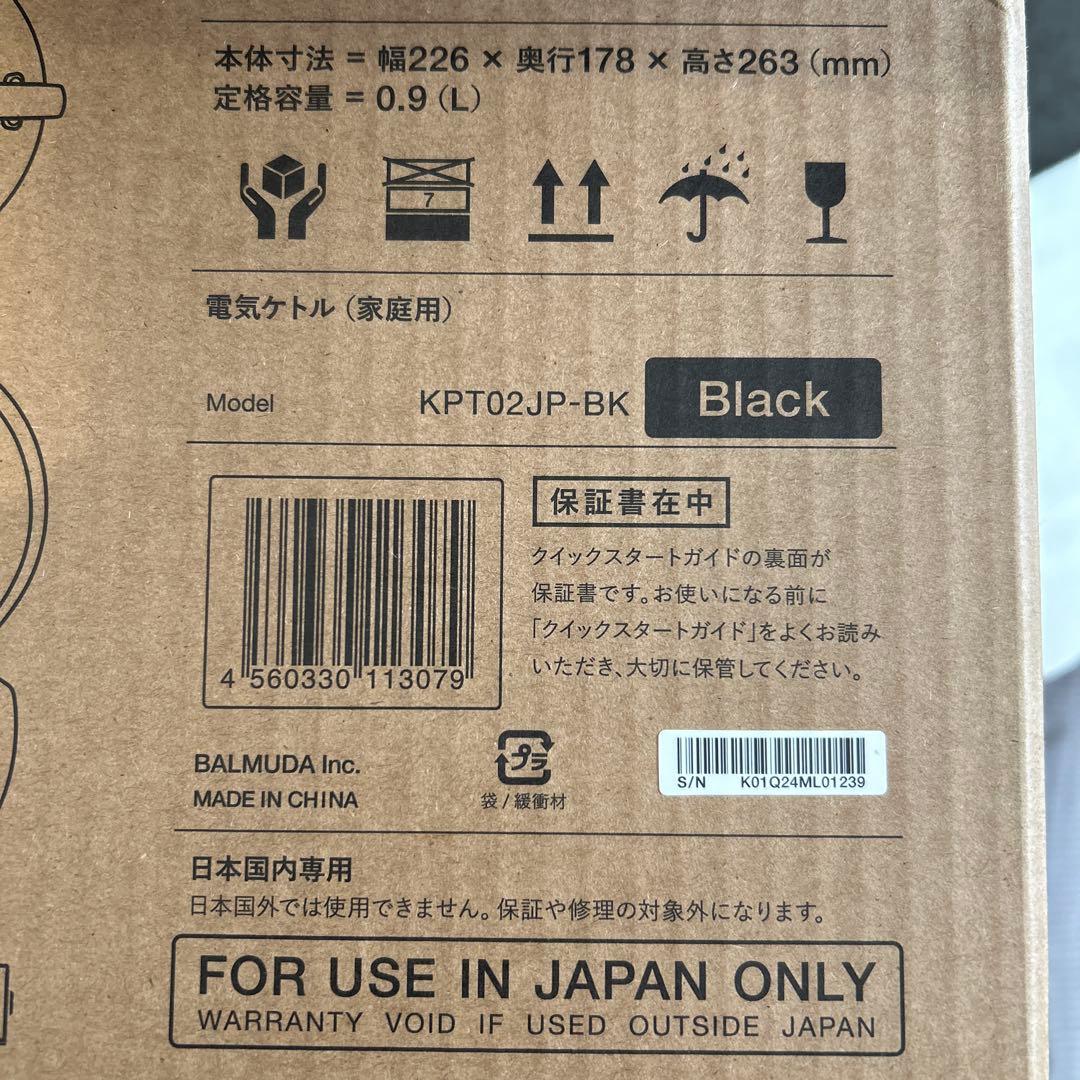 本体寸法 = 幅226 × 奥行178 × 高さ263 (mm)
定格容量 = 0.9 (L)
7
電気ケトル（家庭用）
Model KPT02JP-BK Black
保証書在中
クイックスタートガイドの裏面が
保証書です。お使いになる前に
「クイックスタートガイド」をよくお読み
いただき、大切に保管してください。
4 560330 113079
BALMUDA Inc.
MADE IN CHINA
プラ
袋 / 緩衝材
S/N K01Q24ML01239
日本国内専用
日本国外では使用できません。保証や修理の対象外になります。
FOR USE IN JAPAN ONLY
WARRANTY VOID IF USED OUTSIDE JAPAN